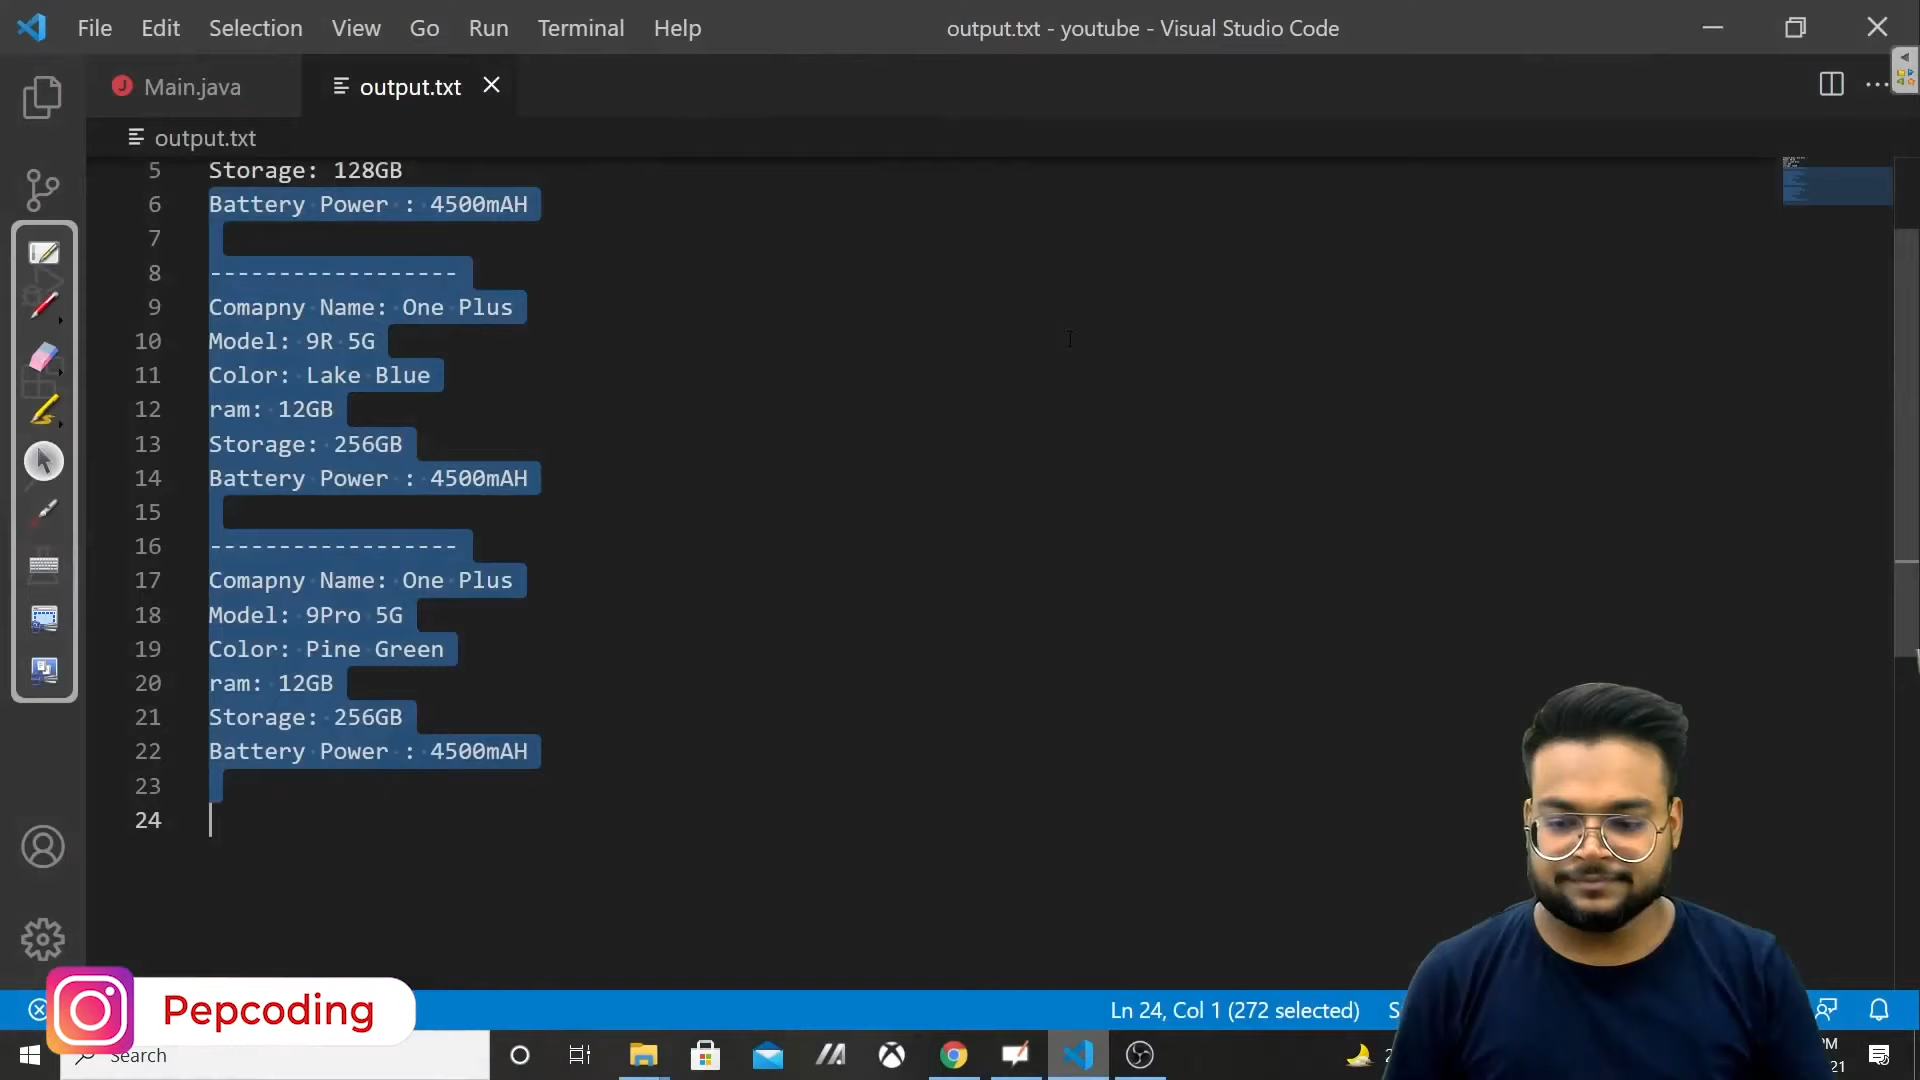 File Edit Selection View Go Run Terminal Help output.txt - youtube - Visual Studio Code
J Main.java output.txt
output.txt
5 Storage: 128GB
6 Battery Power : 4500mAH
7
8 ------------------
9 Comapny Name: One Plus
10 Model: 9R 5G
11 Color: Lake Blue
12 ram: 12GB
13 Storage: 256GB
14 Battery Power : 4500mAH
15
16 ------------------
17 Comapny Name: One Plus
18 Model: 9Pro 5G
19 Color: Pine Green
20 ram: 12GB
21 Storage: 256GB
22 Battery Power : 4500mAH
23
24
Ln 24, Col 1 (272 selected)
Pepcoding
Search